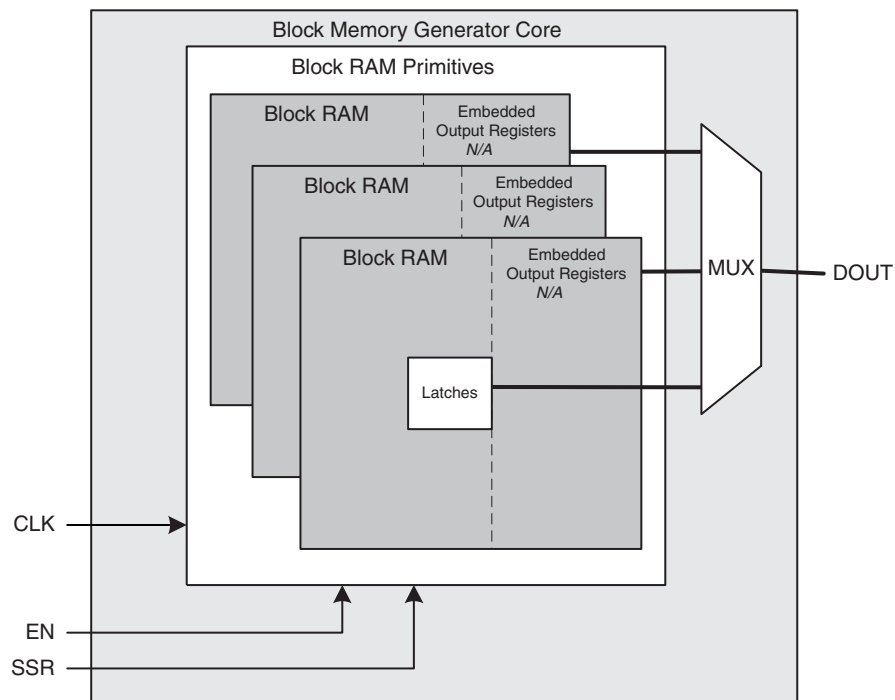 Block Memory Generator Core
Block RAM Primitives
Block RAM
Embedded
Output Registers
N/A
Block RAM
Embedded
Output Registers
N/A
Block RAM
Embedded
Output Registers
N/A
MUX
DOUT
Latches
CLK
EN
SSR